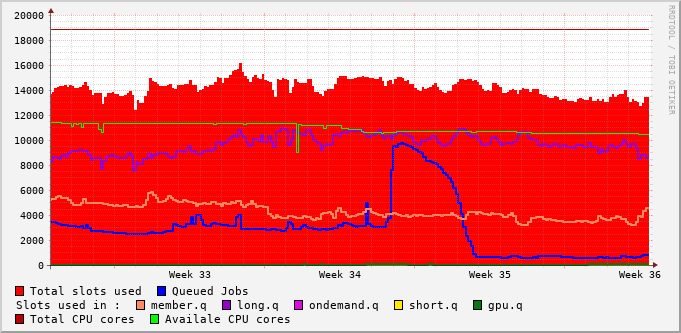 20000
18000
16000
14000
12000
10000
8000
6000
4000
2000
0
Week 33 Week 34 Week 35 Week 36
RRDTOOL / TOBI OETIKER
Total slots used Queued Jobs
Slots used in : member.q long.q ondemand.q short.q gpu.q
Total CPU cores Availale CPU cores